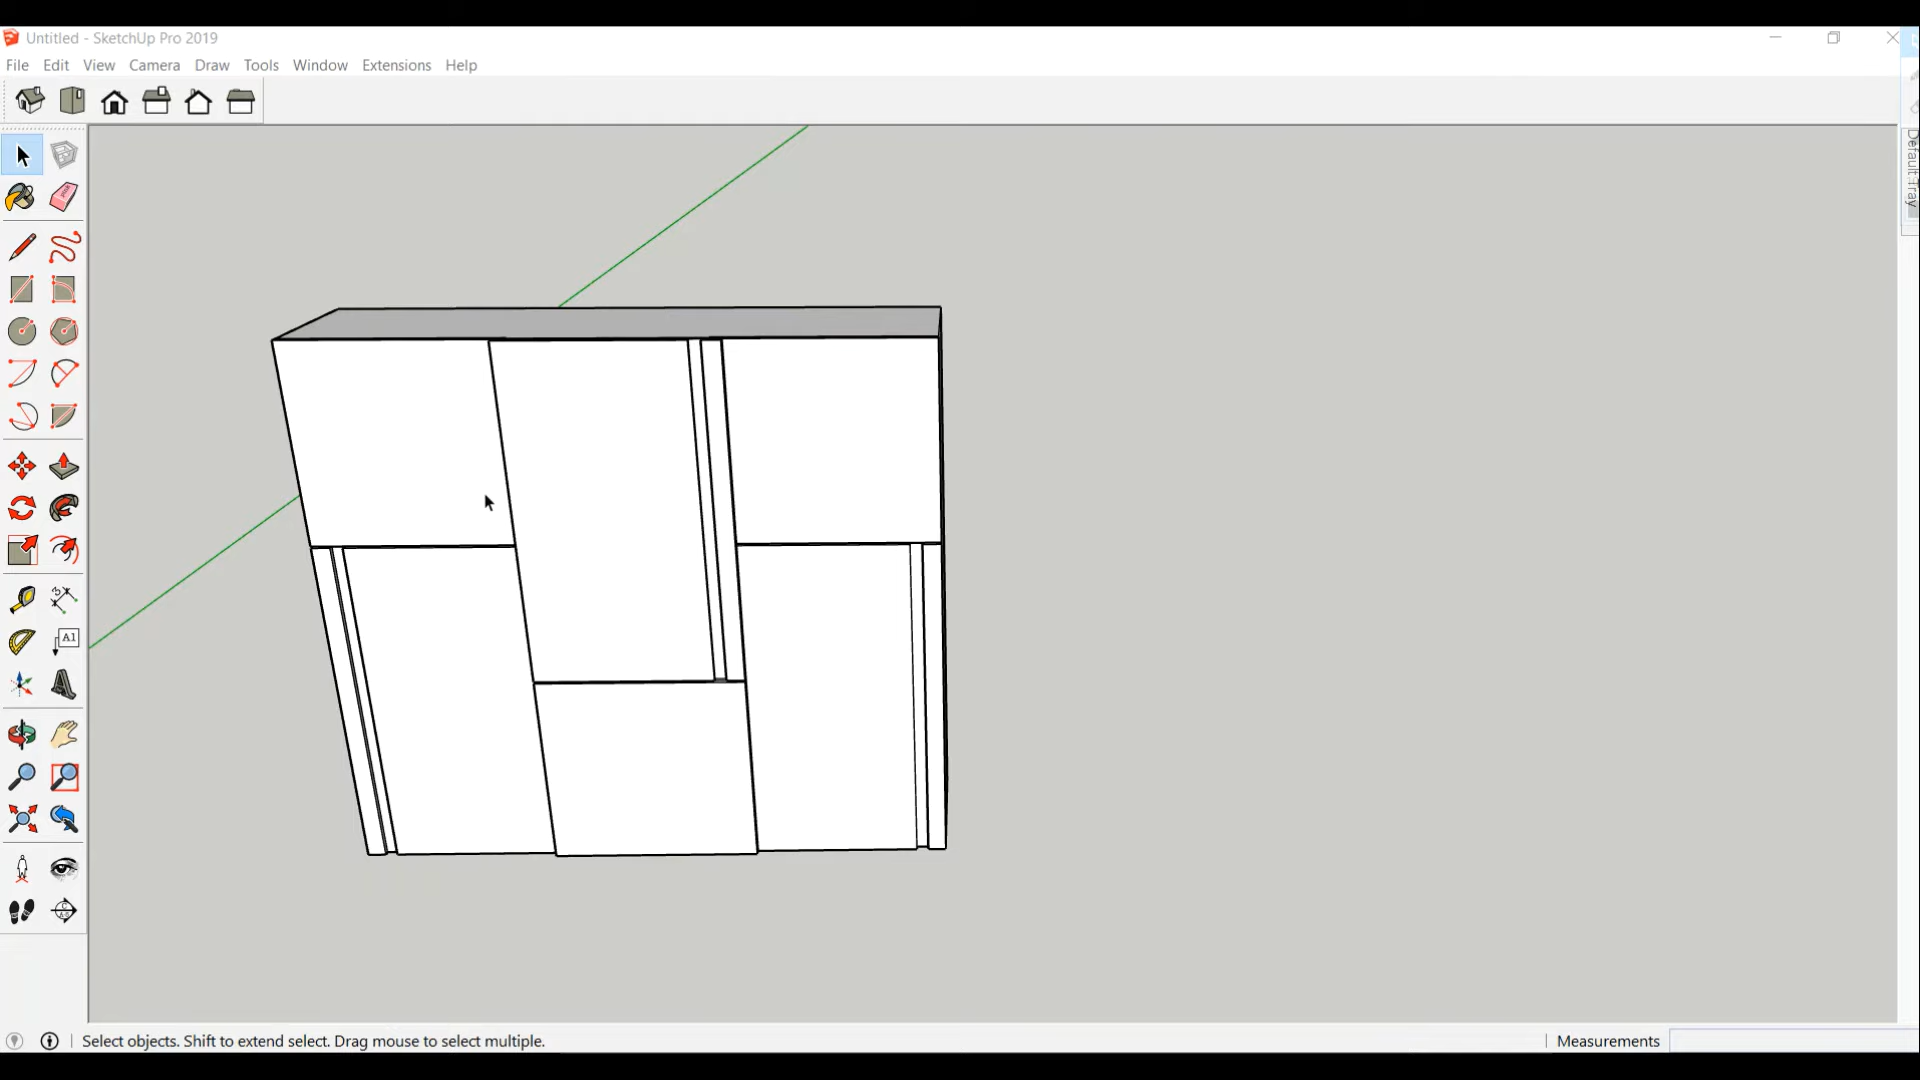 Untitled - SketchUp Pro 2019
File Edit View Camera Draw Tools Window Extensions Help
Default Tray
A1
Select objects. Shift to extend select. Drag mouse to select multiple.
Measurements